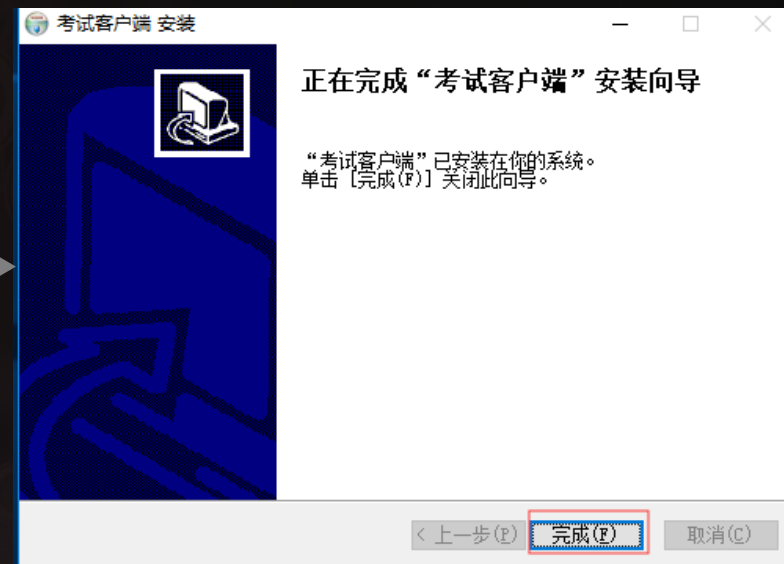 考试客户端 安装
正在完成“考试客户端”安装向导
“考试客户端”已安装在你的系统。
单击 [完成(F)] 关闭此向导。
< 上一步(P)
完成(F)
取消(C)